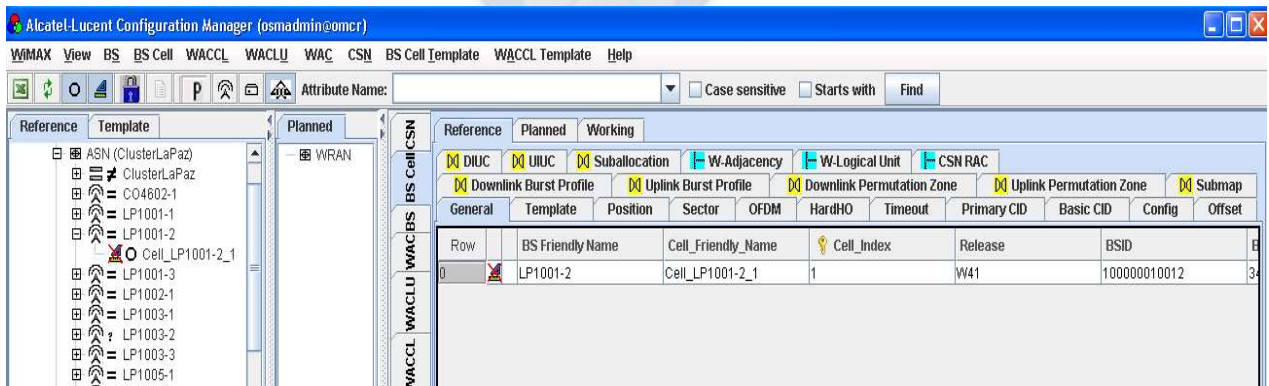 Alcatel-Lucent Configuration Manager (osmadmin@omcr)
WiMAX View BS BS Cell WACCL WACLU WAC CSN BS Cell Template WACCL Template Help
P Attribute Name: Case sensitive Starts with Find
Reference Template
ASN (ClusterLaPaz)
ClusterLaPaz
CO4602-1
LP1001-1
LP1001-2
Cell_LP1001-2_1
LP1001-3
LP1002-1
LP1003-1
LP1003-2
LP1003-3
LP1005-1
Planned
WRAN
CSN
BS Cell
BS
WAC
WACLU
WACCL
Reference Planned Working
DIUC UIUC Suballocation W-Adjacency W-Logical Unit CSN RAC
Downlink Burst Profile Uplink Burst Profile Downlink Permutation Zone Uplink Permutation Zone Submap
General Template Position Sector OFDM HardHO Timeout Primary CID Basic CID Config Offset
Row BS Friendly Name Cell_Friendly_Name Cell_Index Release BSID
0 LP1001-2 Cell_LP1001-2_1 1 W41 100000010012